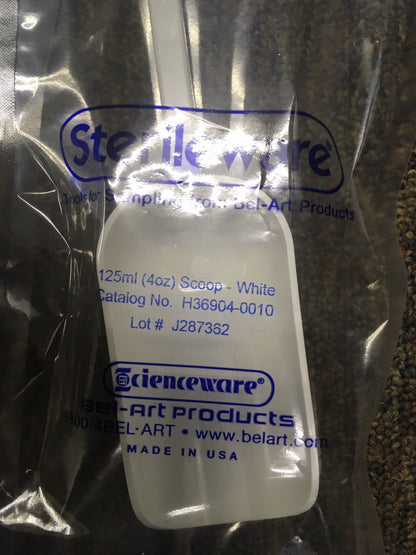 Sterileware®
Tools for Sampling from Bel-Art Products
125ml (4oz) Scoop - White
Catalog No. H36904-0010
Lot # J287362
Scienceware®
Bel-Art Products
800-4BEL-ART • www.belart.com
MADE IN USA